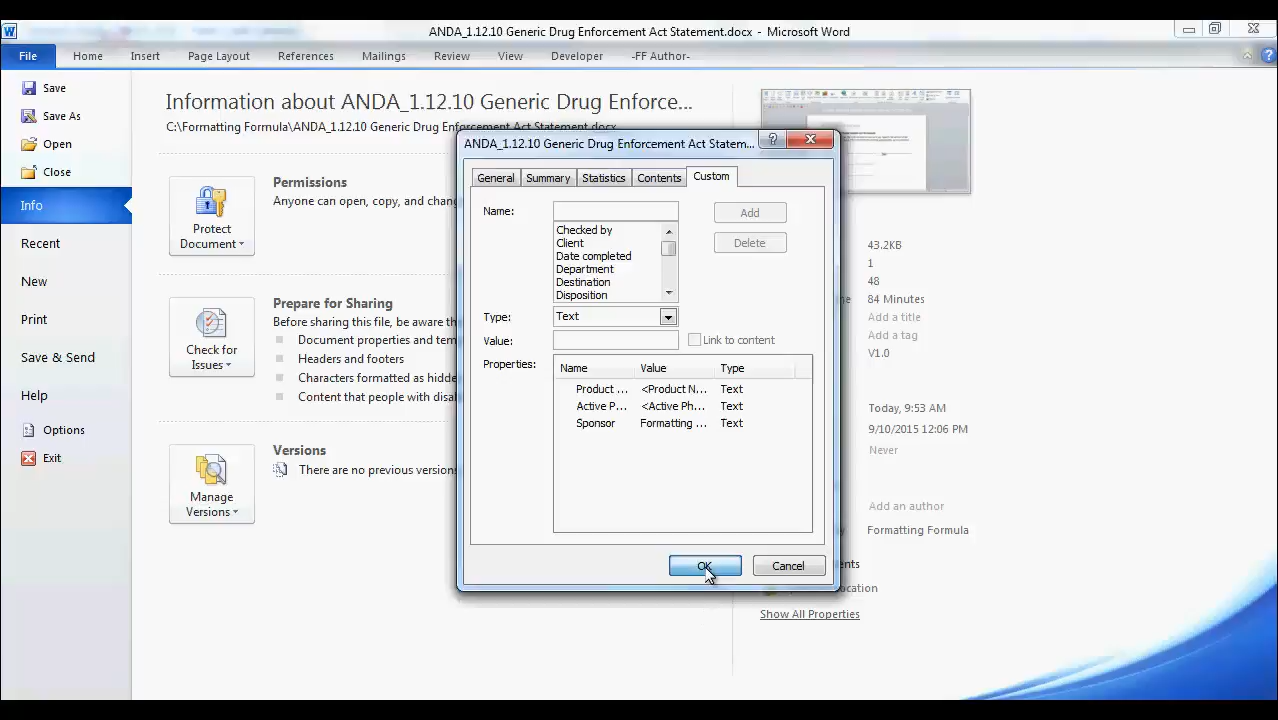 ANDA_1.12.10 Generic Drug Enforcement Act Statement.docx - Microsoft Word
File Home Insert Page Layout References Mailings Review View Developer -FF Author-
Save
Save As
Open
Close
Info
Recent
New
Print
Save & Send
Help
Options
Exit
Information about ANDA_1.12.10 Generic Drug Enforce...
C:\Formatting Formula\ANDA_1.12.10 Generic Drug Enforcement Act Statement.docx
Protect
Document
Permissions
Anyone can open, copy, and chang
Check for
Issues
Prepare for Sharing
Before sharing this file, be aware tha
Document properties and tem
Headers and footers
Characters formatted as hidde
Content that people with disa
Manage
Versions
Versions
There are no previous versions
ANDA_1.12.10 Generic Drug Enforcement Act Statem...
General Summary Statistics Contents Custom
Name:
Add
Delete
Checked by
Client
Date completed
Department
Destination
Disposition
Type: Text
Value:
Link to content
Properties:
Name Value Type
Product ... <Product N... Text
Active P... <Active Ph... Text
Sponsor Formatting ... Text
OK Cancel
43.2KB
1
48
84 Minutes
Add a title
Add a tag
V1.0
Today, 9:53 AM
9/10/2015 12:06 PM
Never
Add an author
Formatting Formula
ents
ocation
Show All Properties